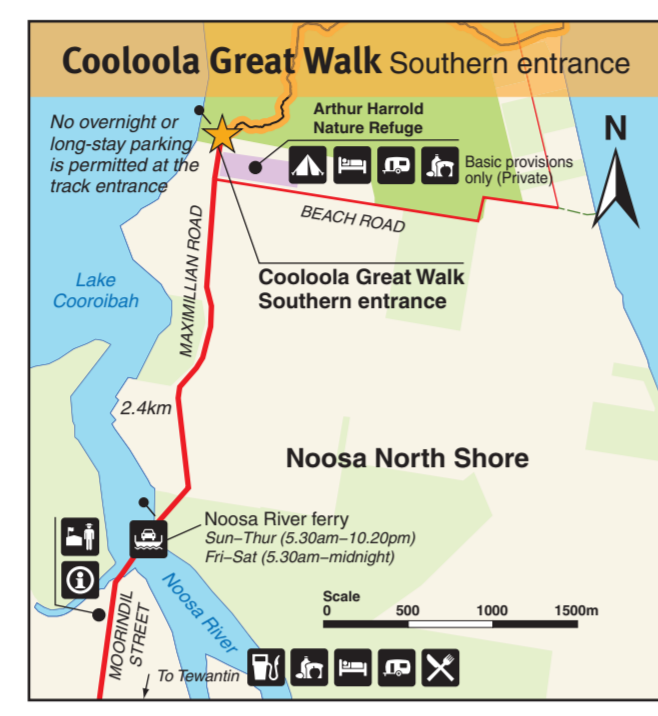 Cooloola Great Walk Southern entrance
No overnight or
long-stay parking
is permitted at the
track entrance
Arthur Harrold
Nature Refuge
N
Basic provisions
only (Private)
BEACH ROAD
MAXIMILLIAN ROAD
Cooloola Great Walk
Southern entrance
Lake
Cooroibah
2.4km
Noosa North Shore
Noosa River ferry
Sun–Thur (5.30am–10.20pm)
Fri–Sat (5.30am–midnight)
i
Noosa River
MOORINDIL
STREET
Scale
0 500 1000 1500m
To Tewantin